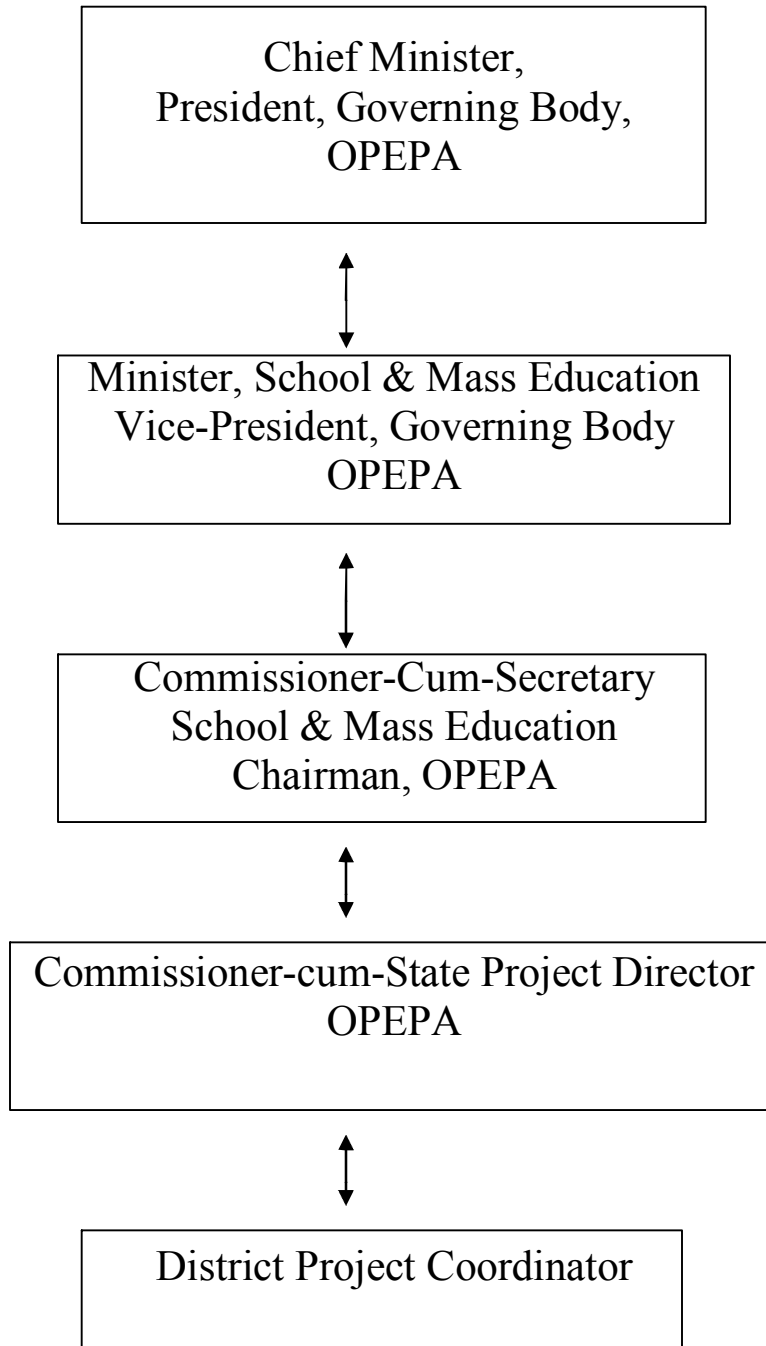 Chief Minister,
President, Governing Body,
OPEPA
Minister, School & Mass Education
Vice-President, Governing Body
OPEPA
Commissioner-Cum-Secretary
School & Mass Education
Chairman, OPEPA
Commissioner-cum-State Project Director
OPEPA
District Project Coordinator